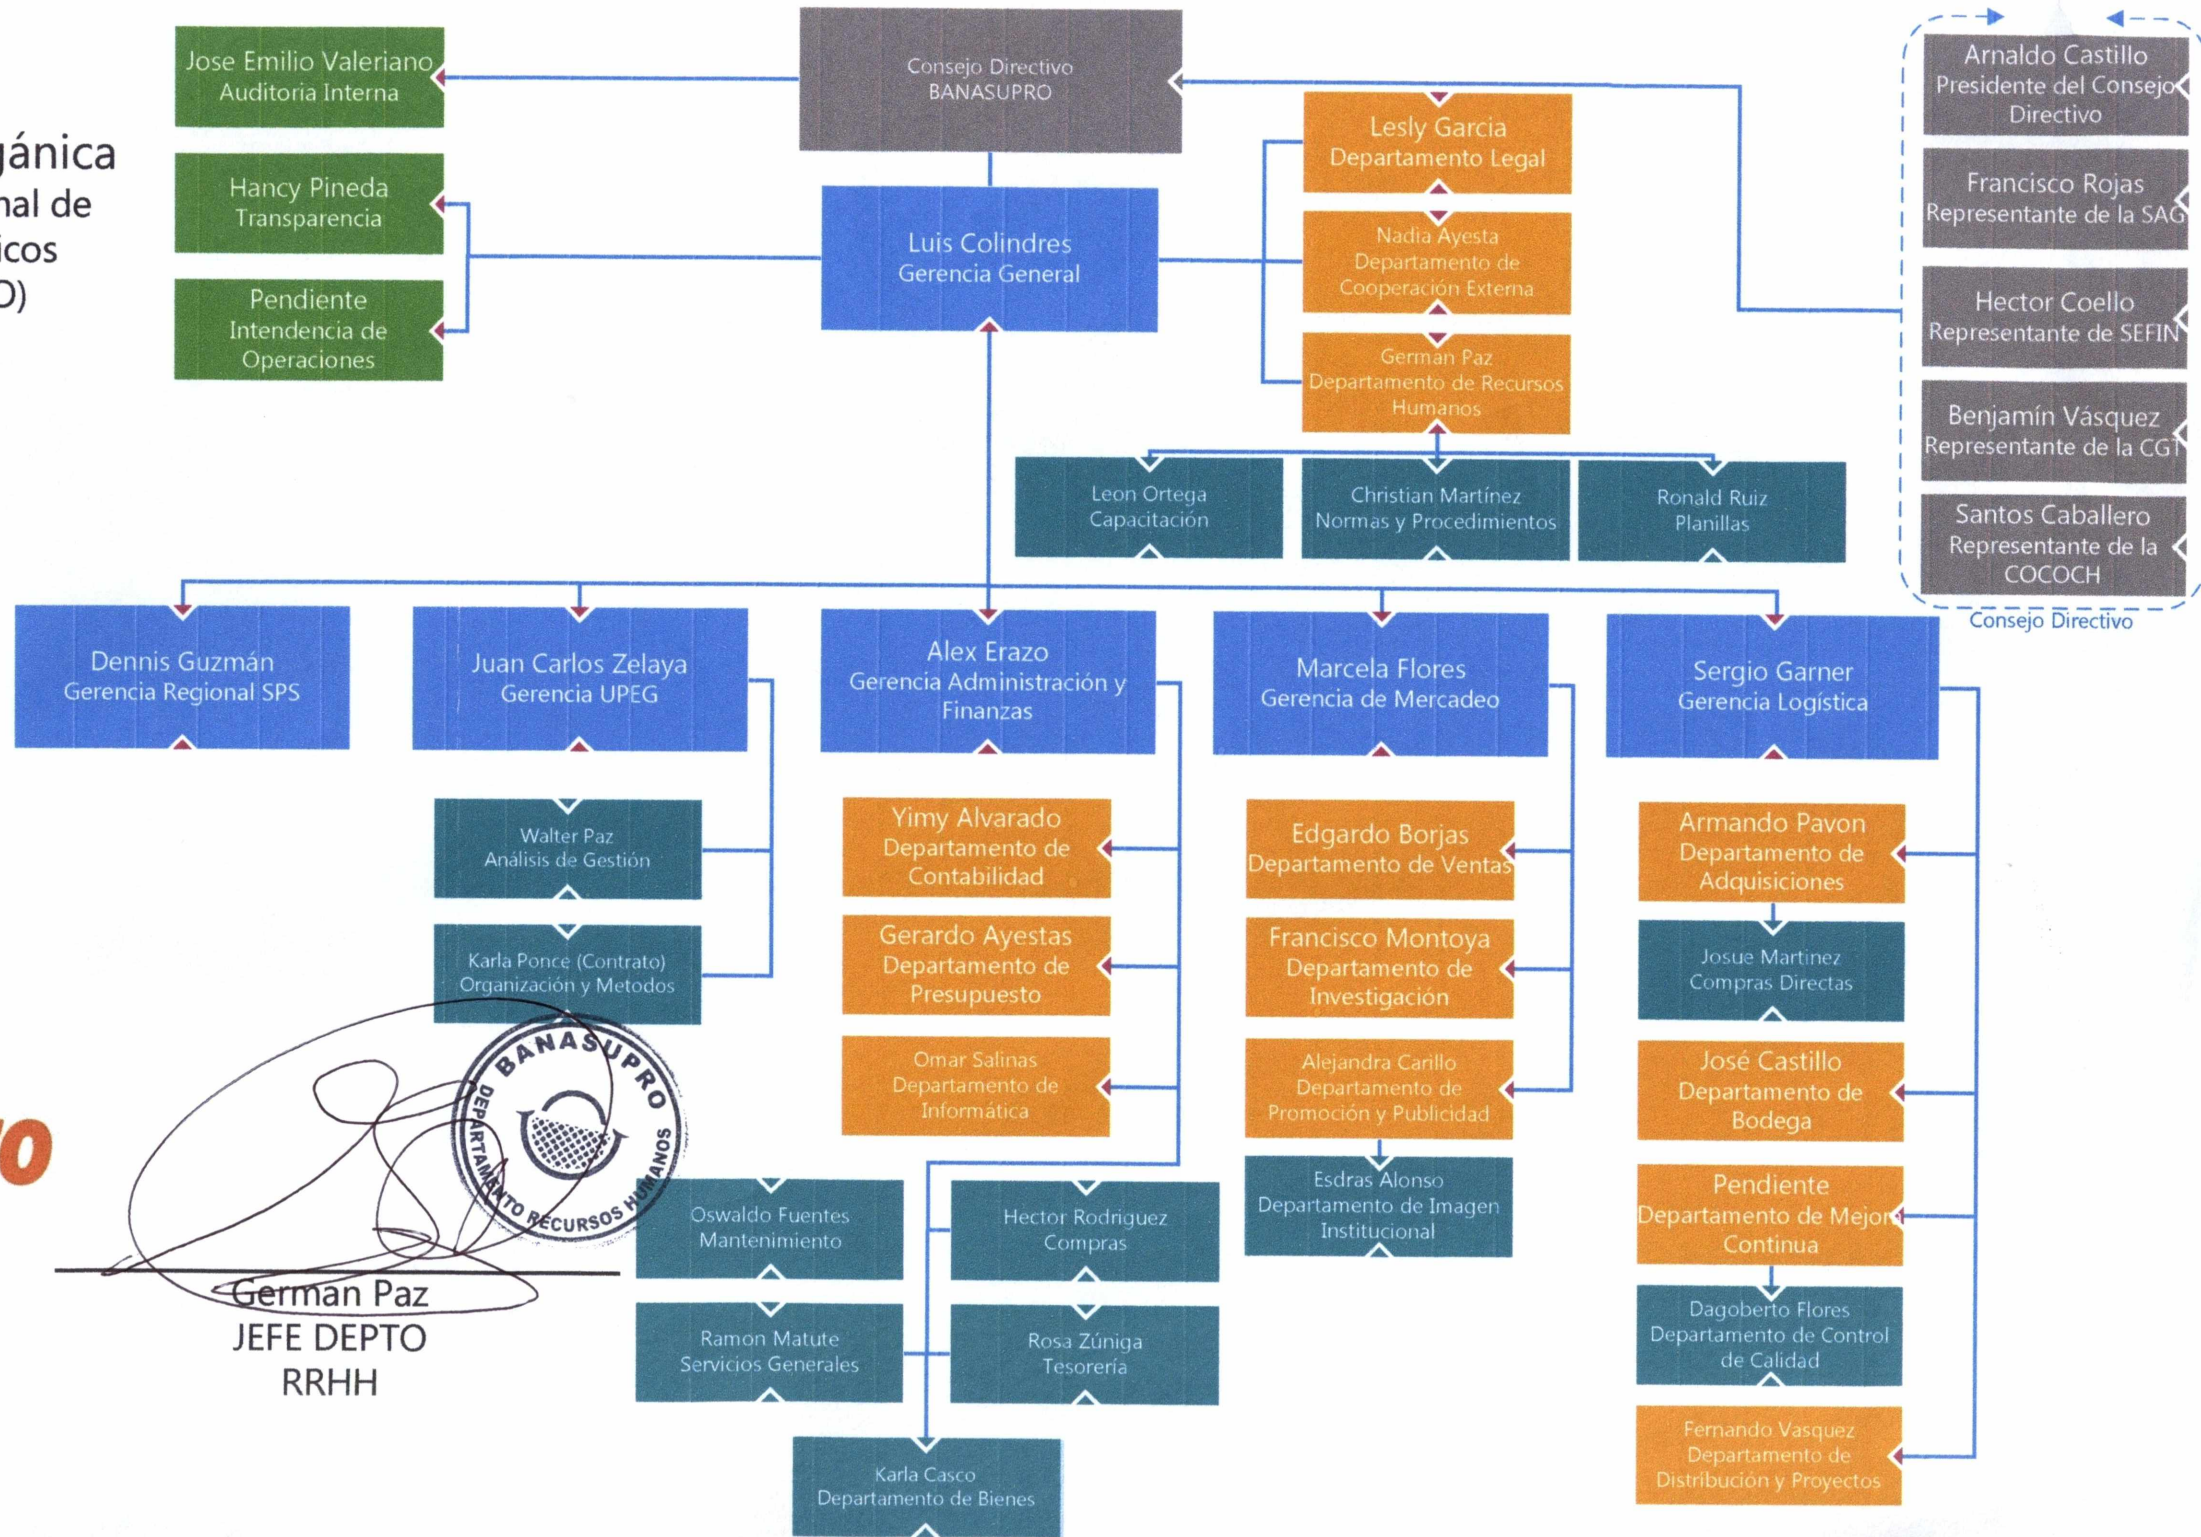 Jose Emilio Valeriano
Auditoria Interna
Hancy Pineda
Transparencia
Pendiente
Intendencia de
Operaciones
Consejo Directivo
BANASUPRO
Luis Colindres
Gerencia General
Lesly Garcia
Departamento Legal
Nadia Ayesta
Departamento de
Cooperación Externa
German Paz
Departamento de Recursos
Humanos
Leon Ortega
Capacitación
Christian Martínez
Normas y Procedimientos
Ronald Ruiz
Planillas
Arnaldo Castillo
Presidente del Consejo
Directivo
Francisco Rojas
Representante de la SAG
Hector Coello
Representante de SEFIN
Benjamín Vásquez
Representante de la CGT
Santos Caballero
Representante de la
COCOCH
Consejo Directivo
Dennis Guzmán
Gerencia Regional SPS
Juan Carlos Zelaya
Gerencia UPEG
Walter Paz
Análisis de Gestión
Karla Ponce (Contrato)
Organización y Metodos
Alex Erazo
Gerencia Administración y
Finanzas
Yimy Alvarado
Departamento de
Contabilidad
Gerardo Ayestas
Departamento de
Presupuesto
Omar Salinas
Departamento de
Informática
Oswaldo Fuentes
Mantenimiento
Hector Rodriguez
Compras
Ramon Matute
Servicios Generales
Rosa Zúniga
Tesorería
Karla Casco
Departamento de Bienes
Marcela Flores
Gerencia de Mercadeo
Edgardo Borjas
Departamento de Ventas
Francisco Montoya
Departamento de
Investigación
Alejandra Carillo
Departamento de
Promoción y Publicidad
Esdras Alonso
Departamento de Imagen
Institucional
Sergio Garner
Gerencia Logística
Armando Pavon
Departamento de
Adquisiciones
Josue Martinez
Compras Directas
José Castillo
Departamento de
Bodega
Pendiente
Departamento de Mejora
Continua
Dagoberto Flores
Departamento de Control
de Calidad
Fernando Vasquez
Departamento de
Distribución y Proyectos
BANASUPRO
DEPARTAMENTO RECURSOS HUMANOS
German Paz
JEFE DEPTO
RRHH